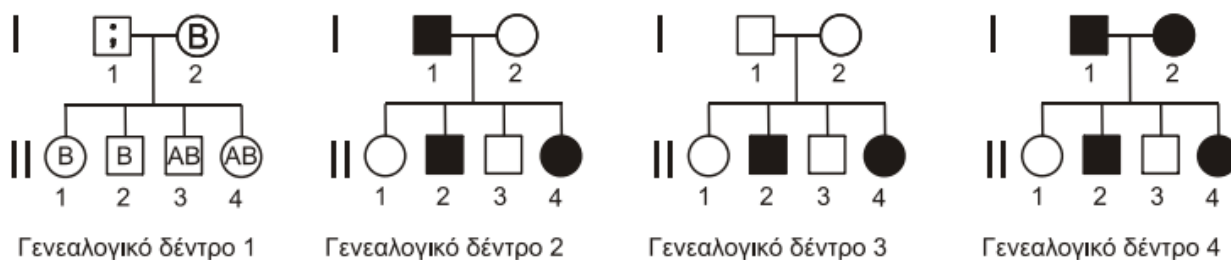 I ; B I I I
1 2 1 2 1 2 1 2
II B B AB AB II II II
1 2 3 4 1 2 3 4 1 2 3 4 1 2 3 4
Γενεαλογικό δέντρο 1 Γενεαλογικό δέντρο 2 Γενεαλογικό δέντρο 3 Γενεαλογικό δέντρο 4